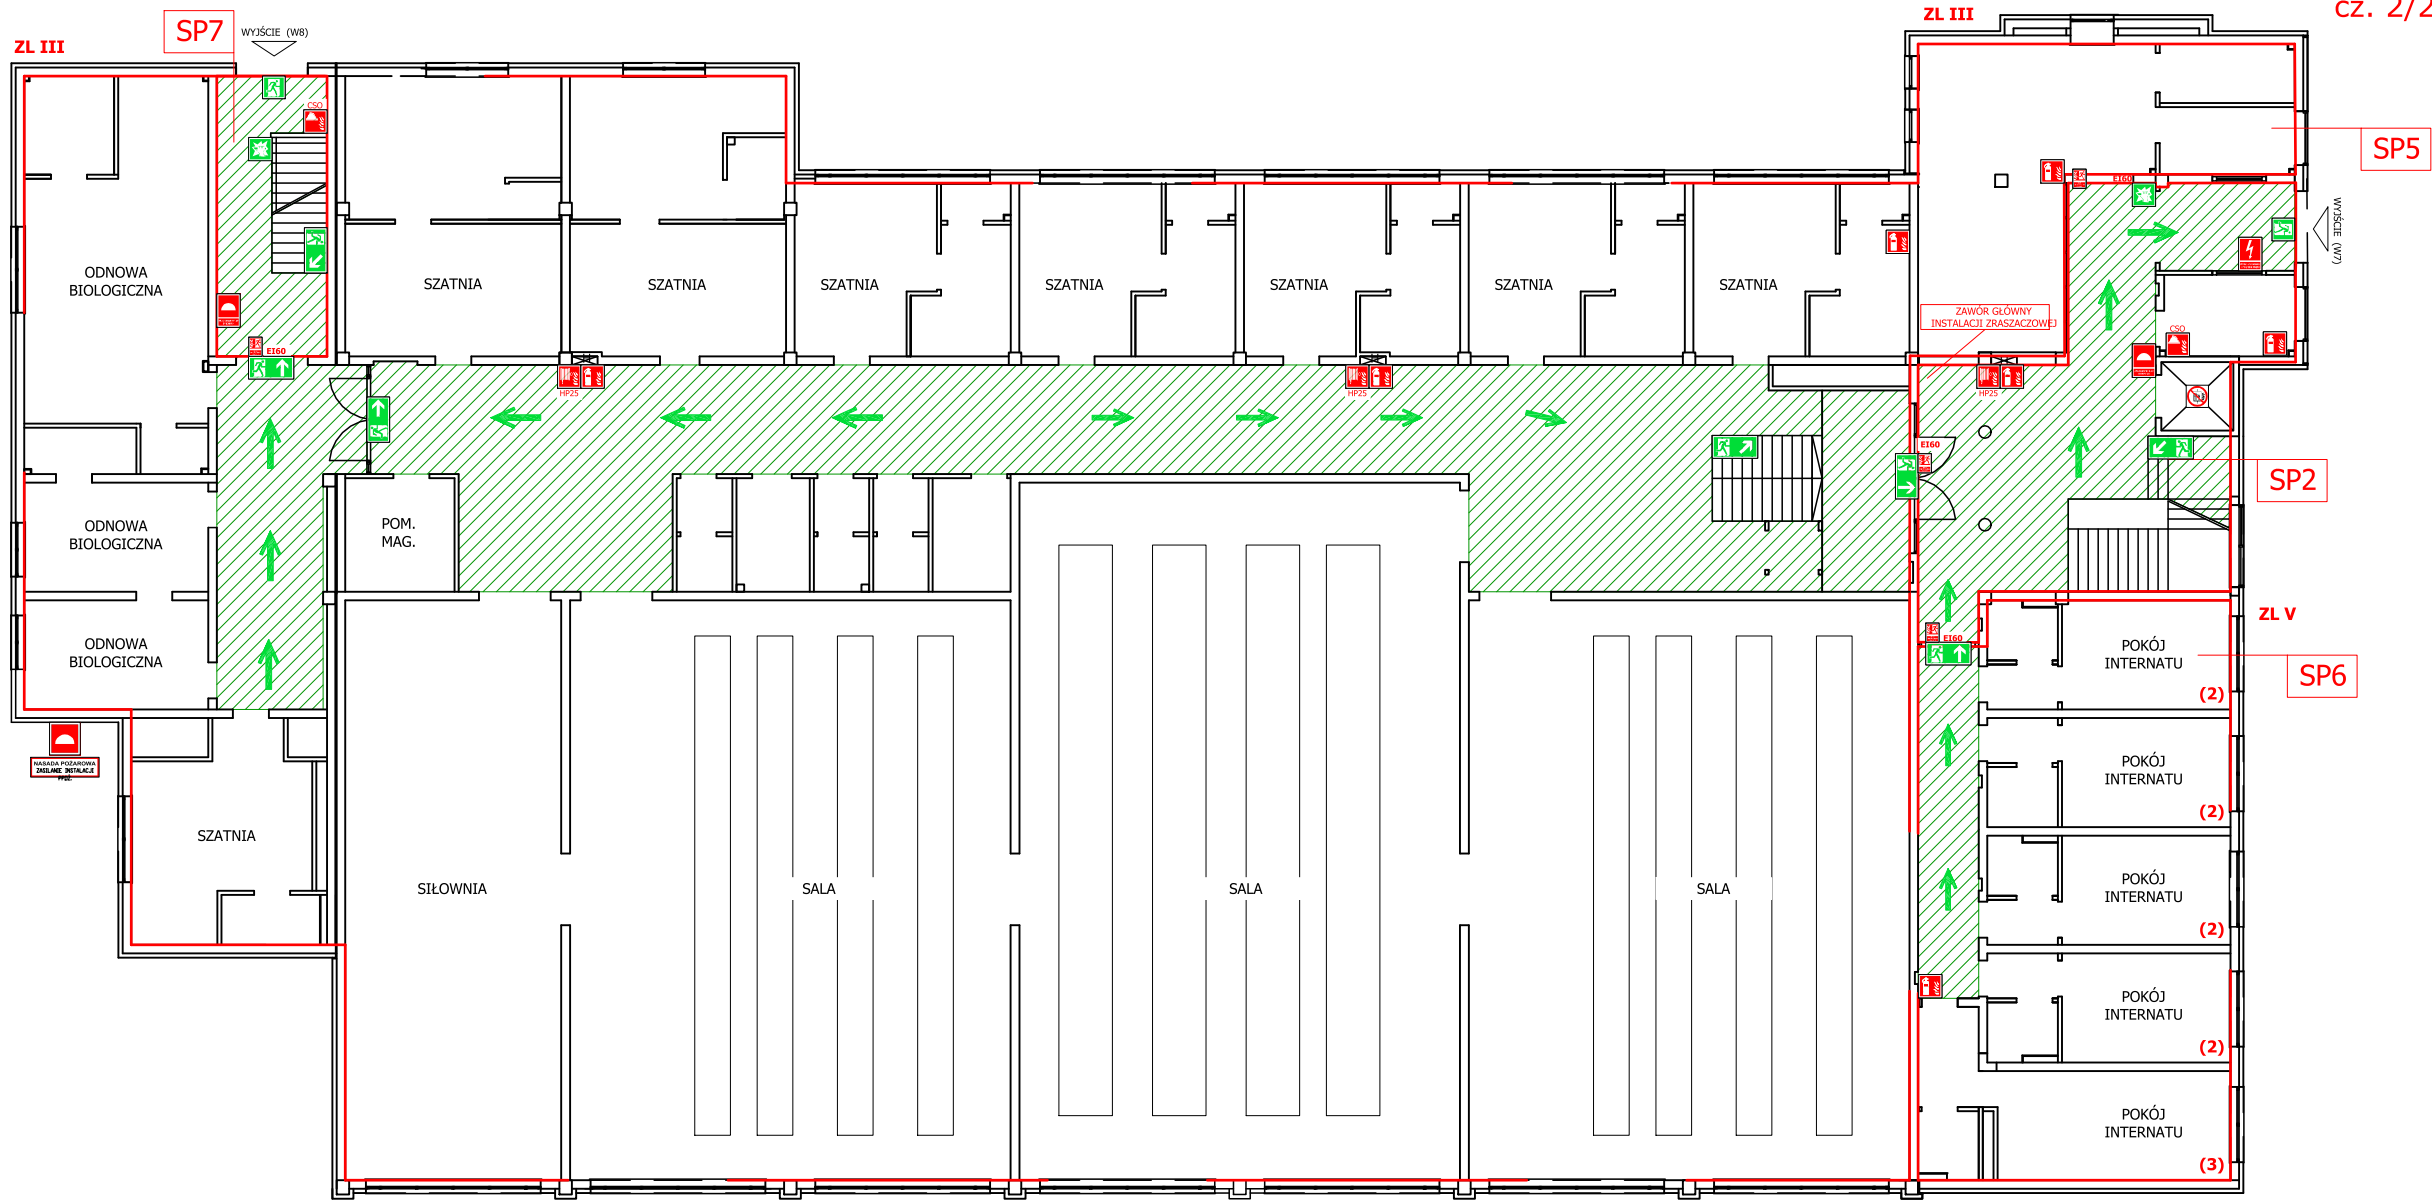 cz. 2/2
ZL III
SP7
WYJŚCIE (W8)
ZL III
CSO
SP5
EI60
WYJŚCIE (W7)
ODNOWA
BIOLOGICZNA
SZATNIA
SZATNIA
SZATNIA
SZATNIA
SZATNIA
SZATNIA
SZATNIA
ZAWÓR GŁÓWNY
INSTALACJI ZRASZACZOWEJ
CSO
EI60
HP25
HP25
HP25
EI60
SP2
POM.
MAG.
ODNOWA
BIOLOGICZNA
ODNOWA
BIOLOGICZNA
ZL V
EI60
POKÓJ
INTERNATU
(2)
SP6
NASADA POŻAROWA
ZASILANIE INSTALACJI
PPOŻ.
POKÓJ
INTERNATU
(2)
SZATNIA
SIŁOWNIA
SALA
SALA
SALA
POKÓJ
INTERNATU
(2)
POKÓJ
INTERNATU
(2)
POKÓJ
INTERNATU
(3)